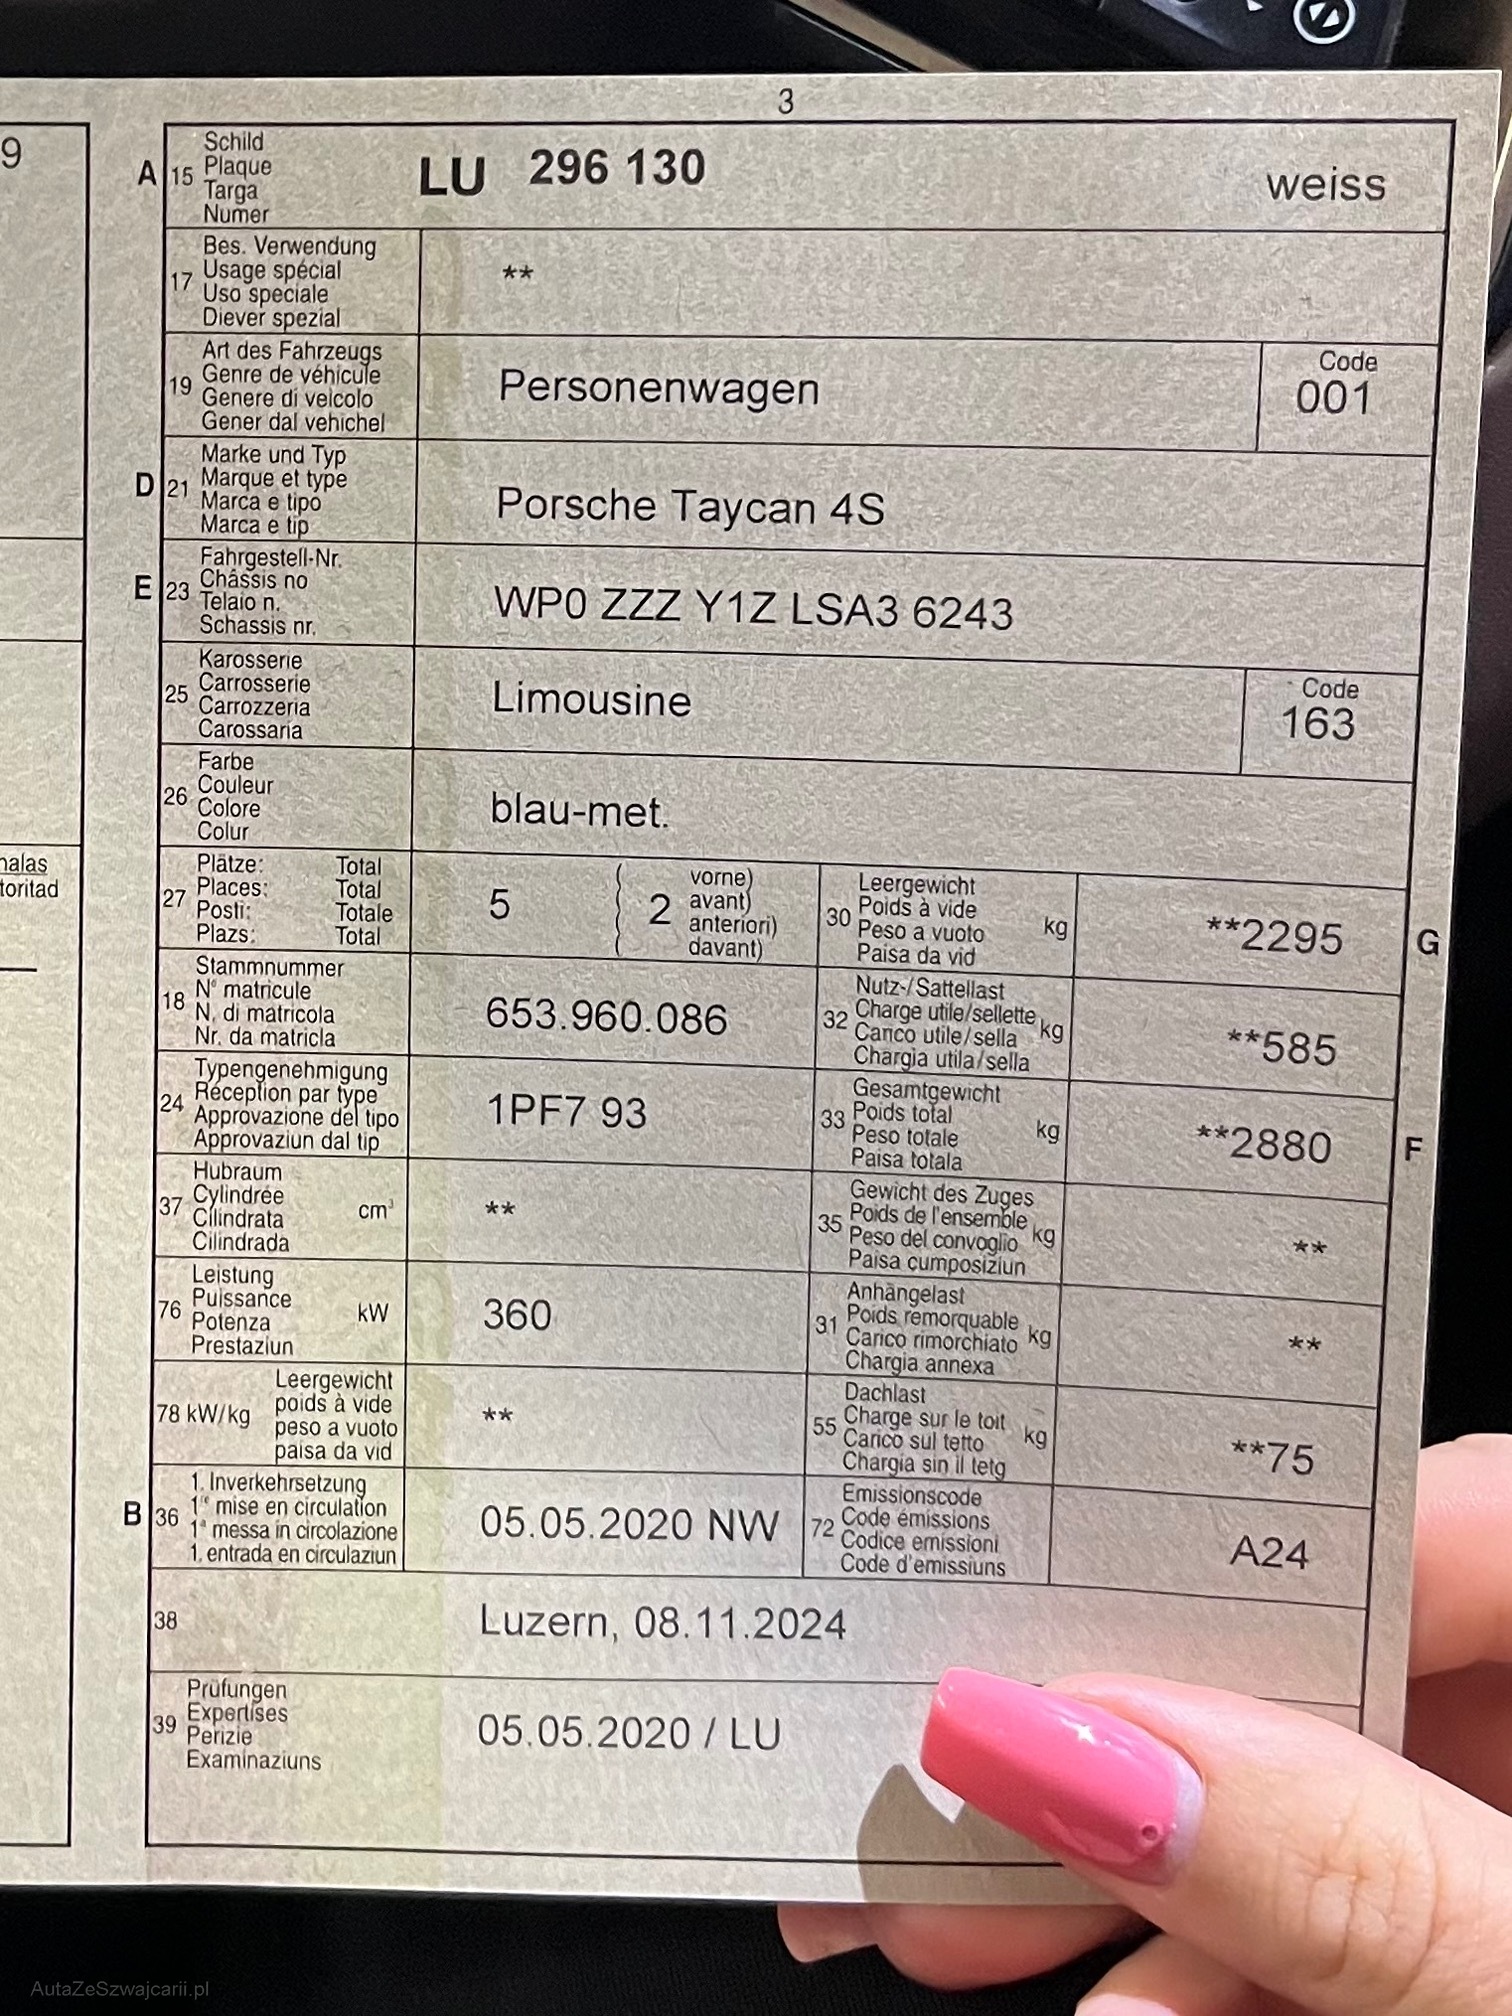 3
9
A 15 Schild
Plaque
Targa
Numer
LU 296 130 weiss
17 Bes. Verwendung
Usage spécial
Uso speciale
Diever spezial
**
19 Art des Fahrzeugs
Genre de véhicule
Genere di veicolo
Gener dal vehichel
Personenwagen
Code
001
D 21 Marke und Typ
Marque et type
Marca e tipo
Marca e tip
Porsche Taycan 4S
E 23 Fahrgestell-Nr.
Châssis no
Telaio n.
Schassis nr.
WP0 ZZZ Y1Z LSA3 6243
25 Karosserie
Carrosserie
Carrozzeria
Carossaria
Limousine
Code
163
26 Farbe
Couleur
Colore
Colur
blau-met.
nalas
toritad
27 Plätze: Total
Places: Total
Posti: Totale
Plazs: Total
5 ( 2 vorne)
avant)
anteriori)
davant)
30 Leergewicht
Poids à vide
Peso a vuoto
Paisa da vid
kg
**2295 G
18 Stammnummer
N° matricule
N. di matricola
Nr. da matricla
653.960.086
32 Nutz-/Sattellast
Charge utile/sellette
Carico utile/sella
Chargia utila/sella
kg
**585
24 Typengenehmigung
Réception par type
Approvazione del tipo
Approvaziun dal tip
1PF7 93
33 Gesamtgewicht
Poids total
Peso totale
Paisa totala
kg
**2880 F
37 Hubraum
Cylindrée
Cilindrata
Cilindrada
cm³
**
35 Gewicht des Zuges
Poids de l'ensemble
Peso del convoglio
Paisa cumposiziun
kg
**
76 Leistung
Puissance
Potenza
Prestaziun
kW
360
31 Anhängelast
Poids remorquable
Carico rimorchiato
Chargia annexa
kg
**
78 kW/kg Leergewicht
poids à vide
peso a vuoto
paisa da vid
**
55 Dachlast
Charge sur le toit
Carico sul tetto
Chargia sin il tetg
kg
**75
B 36 1. Inverkehrsetzung
1re mise en circulation
1a messa in circolazione
1. entrada en circulaziun
05.05.2020 NW
72 Emissionscode
Code émissions
Codice emissioni
Code d'emissiuns
A24
38 Luzern, 08.11.2024
39 Prüfungen
Expertises
Perizie
Examinaziuns
05.05.2020 / LU
AutaZeSzwajcarii.pl